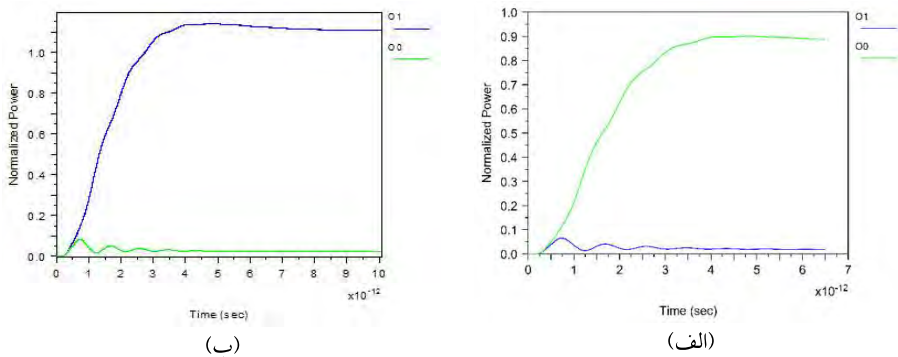 O1
O0
Normalized Power
1.0
0.8
0.6
0.4
0.2
0.0
0 1 2 3 4 5 6 7 8 9 10
x10-12
Time (sec)
(ب)
O1
O0
Normalized Power
1.0
0.9
0.8
0.7
0.6
0.5
0.4
0.3
0.2
0.1
0.0
0 1 2 3 4 5 6 7
x10-12
Time (sec)
(الف)